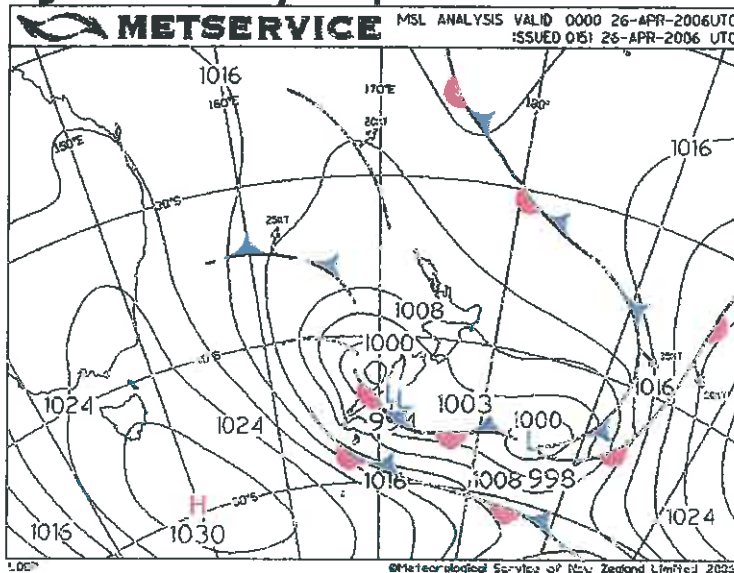 METSERVICE
MSL ANALYSIS VALID 0000 26-APR-2006UTC
ISSUED 0151 26-APR-2006 UTC
1016
160°E
170°E
180°
150°E
1016
30°S
1008
1000
1024
1024
1003
1000
L
1016
1016
1008
998
H
1030
1016
1024
©Meteorological Service of New Zealand Limited